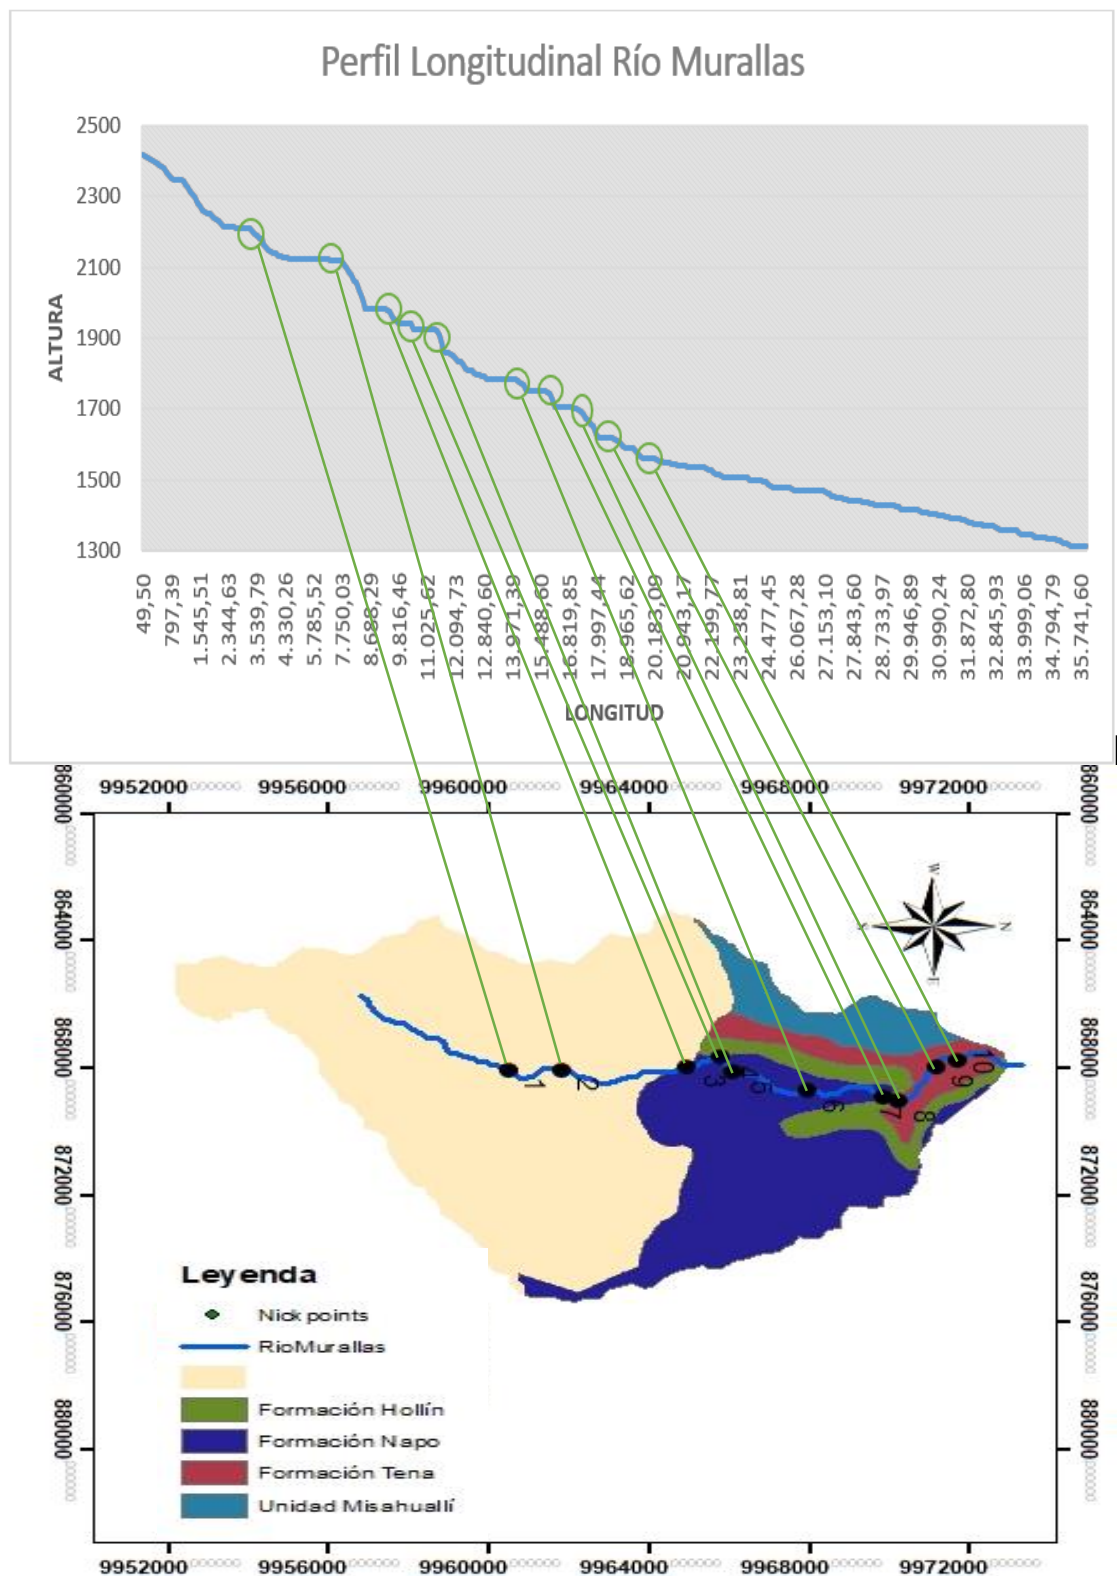 Perfil Longitudinal Río Murallas
2500
2300
2100
1900
1700
1500
1300
ALTURA
49,50
797,39
1.545,51
2.344,63
3.539,79
4.330,26
5.785,52
7.750,03
8.688,29
9.816,46
11.025,62
12.094,73
12.840,60
13.971,39
15.488,60
16.819,85
17.997,44
18.965,62
20.183,09
20.943,17
22.199,77
23.238,81
24.477,45
26.067,28
27.153,10
27.843,60
28.733,97
29.946,89
30.990,24
31.872,80
32.845,93
33.999,06
34.794,79
35.741,60
LONGITUD
9952000 9956000 9960000 9964000 9968000 9972000
860000 860000
864000 864000
868000 868000
872000 872000
876000 876000
880000 880000
W
S N
E
1 2 3 4 5 6 7 8 9 10
Leyenda
Nick points
RioMurallas
Formación Hollín
Formación Napo
Formación Tena
Unidad Misahuallí
9952000 9956000 9960000 9964000 9968000 9972000